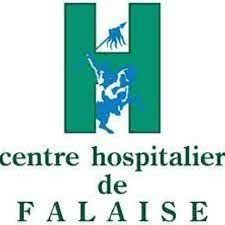 H
centre hospitalier
de
FALAISE